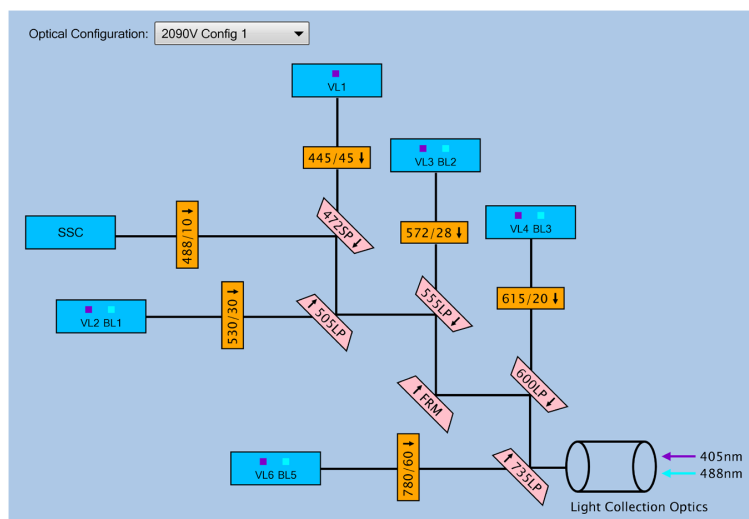 Optical Configuration: 2090V Config 1
VL1
445/45
VL3 BL2
472SP
488/10
SSC
572/28
VL4 BL3
VL2 BL1
530/30
505LP
555LP
615/20
600LP
FRM
VL6 BL5
780/60
735LP
405nm
488nm
Light Collection Optics